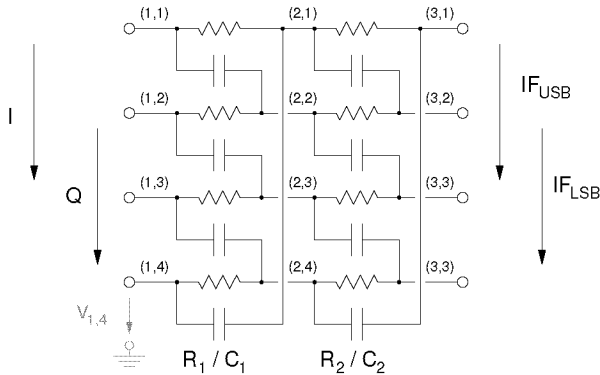 (1,1) (2,1) (3,1)
(1,2) (2,2) (3,2)
IF_USB
I
(1,3) (2,3) (3,3)
Q
IF_LSB
(1,4) (2,4) (3,3)
V_1,4
R_1 / C_1 R_2 / C_2